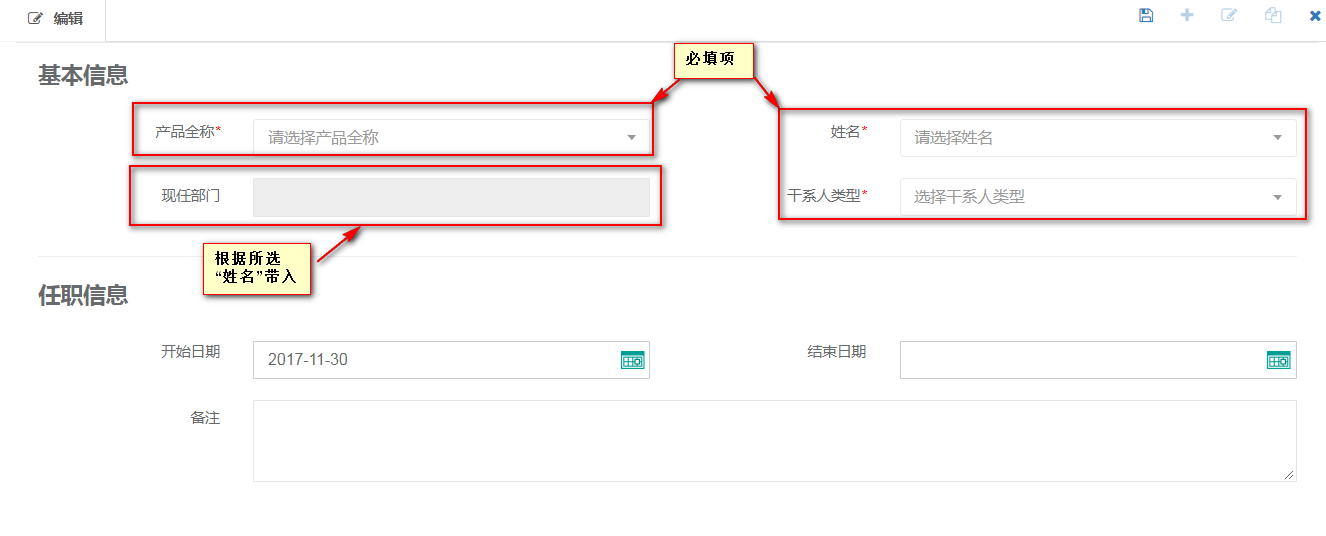 编辑
必填项
基本信息
产品全称*
请选择产品全称
姓名*
请选择姓名
现任部门
干系人类型*
选择干系人类型
根据所选
“姓名”带入
任职信息
开始日期
2017-11-30
结束日期
备注